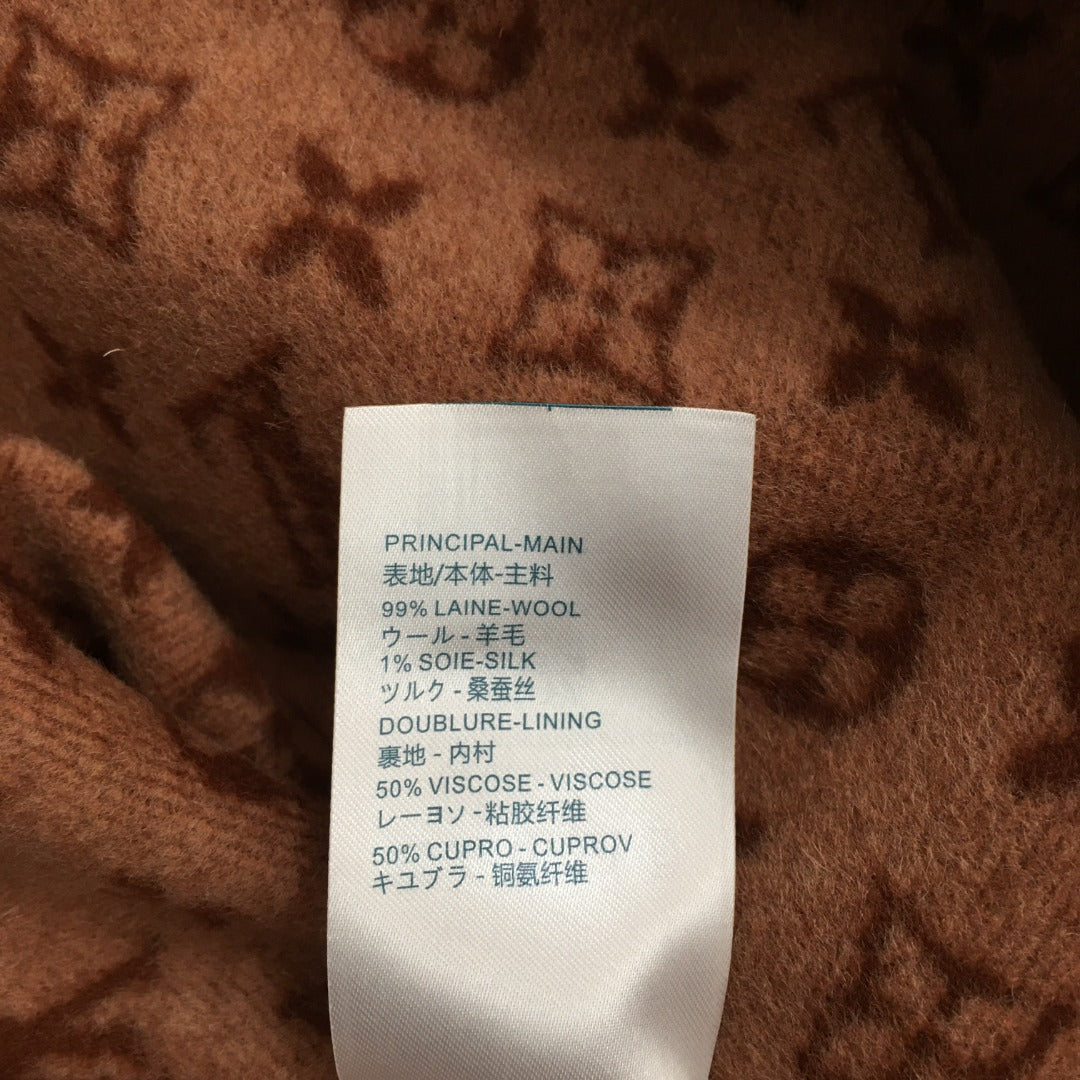 PRINCIPAL-MAIN
表地/本体-主料
99% LAINE-WOOL
ウール - 羊毛
1% SOIE-SILK
ツルク - 桑蚕丝
DOUBLURE-LINING
裏地 - 内村
50% VISCOSE - VISCOSE
レーヨソ -粘胶纤维
50% CUPRO - CUPROV
キユブラ - 铜氨纤维